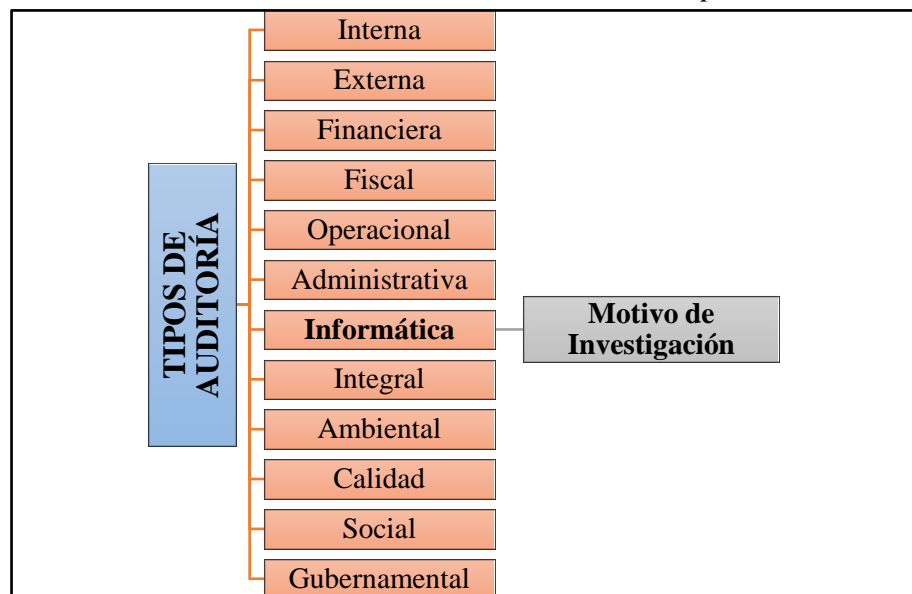 Interna
Externa
Financiera
Fiscal
Operacional
Administrativa
Informática
Integral
Ambiental
Calidad
Social
Gubernamental
TIPOS DE
AUDITORÍA
Motivo de
Investigación